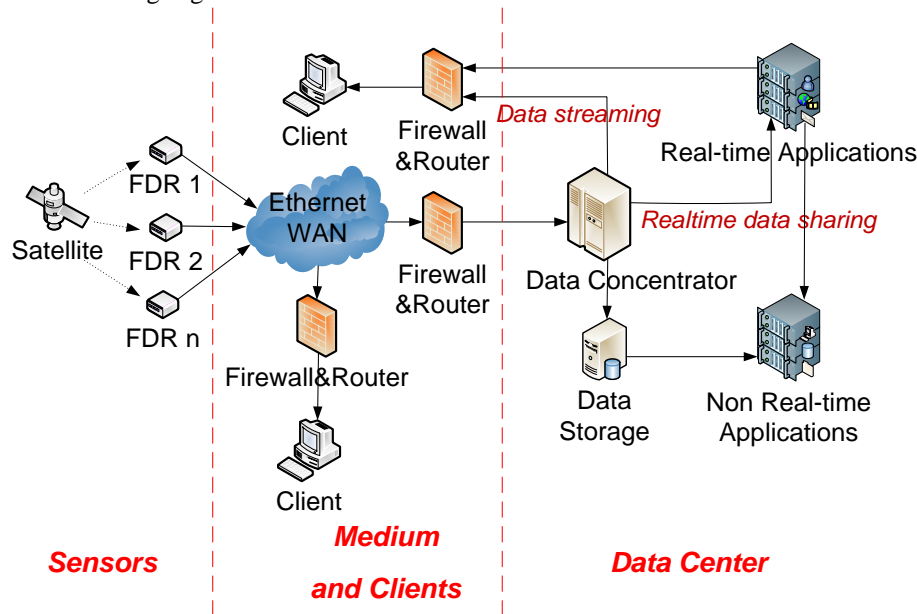 Client
Firewall
&Router
Data streaming
Real-time Applications
FDR 1
Satellite
FDR 2
FDR n
Ethernet
WAN
Firewall
&Router
Realtime data sharing
Data Concentrator
Firewall&Router
Client
Data
Storage
Non Real-time
Applications
Sensors
Medium
and Clients
Data Center